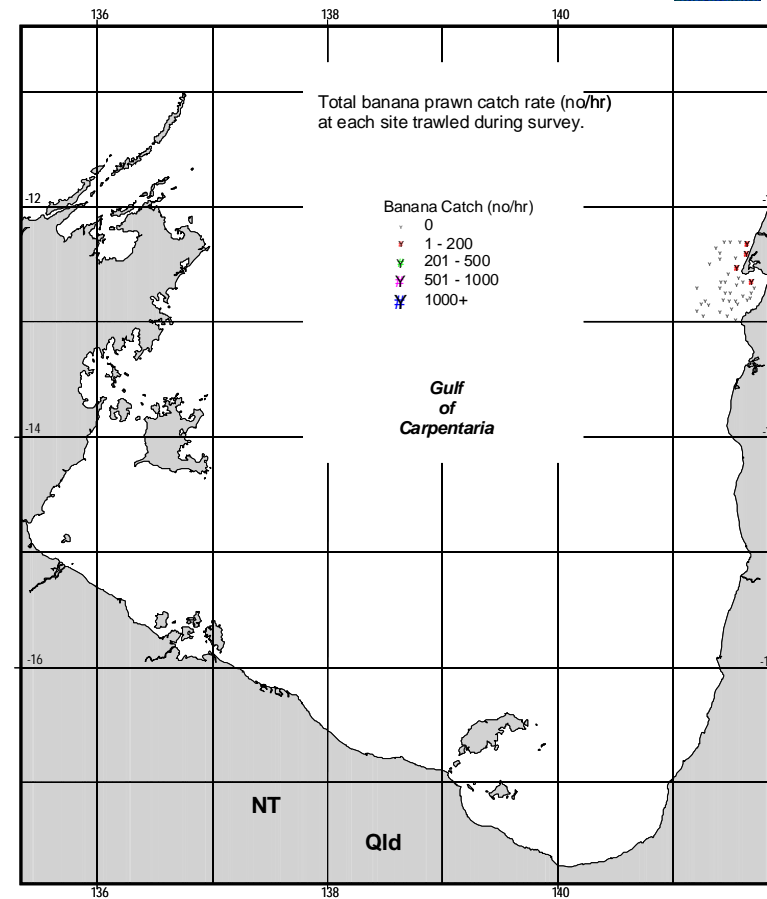 136 138 140
Total banana prawn catch rate (no/hr)
at each site trawled during survey.
-12
Banana Catch (no/hr)
0
1 - 200
201 - 500
501 - 1000
1000+
Gulf
of
Carpentaria
-14
-16
NT
Qld
136 138 140